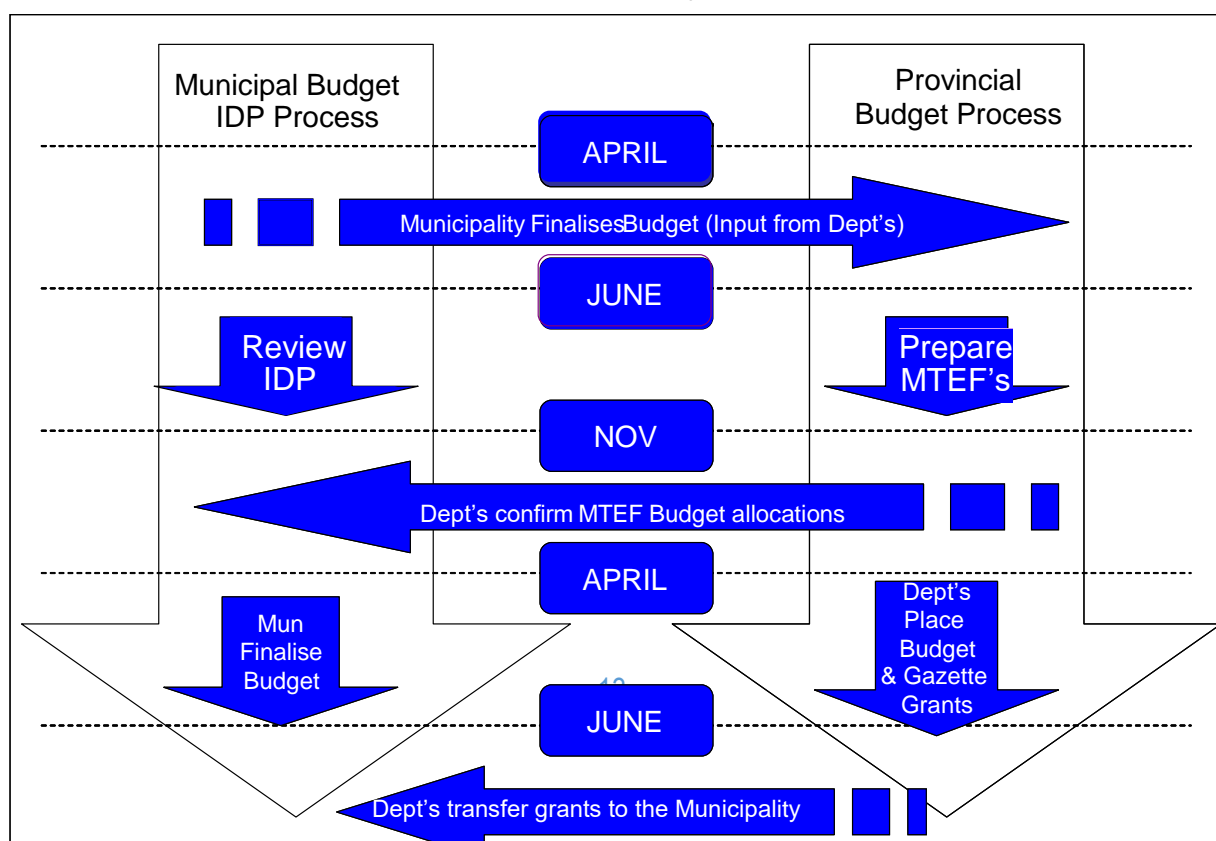 Municipal Budget
IDP Process
Provincial
Budget Process
APRIL
Municipality FinalisesBudget (Input from Dept's)
JUNE
Review
IDP
Prepare
MTEF's
NOV
Dept's confirm MTEF Budget allocations
APRIL
Mun
Finalise
Budget
Dept's
Place
Budget
& Gazette
Grants
JUNE
Dept's transfer grants to the Municipality